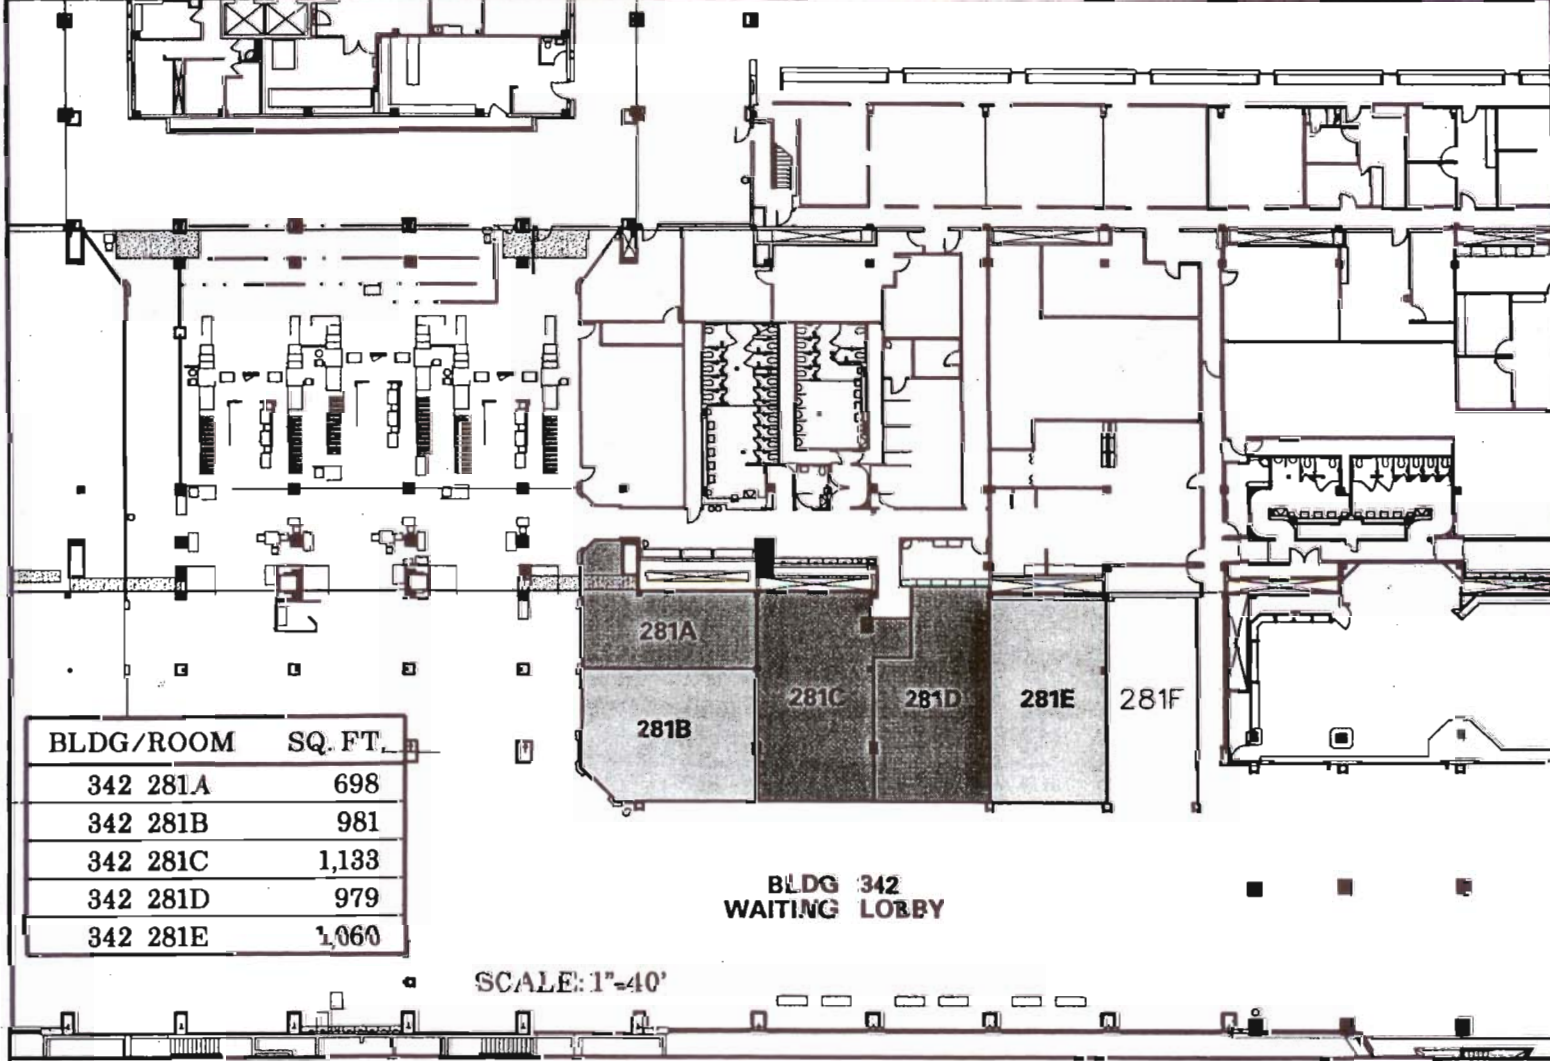 281A
281B
281C
281D
281E
281F
BLDG/ROOM SQ. FT.
342 281A 698
342 281B 981
342 281C 1,133
342 281D 979
342 281E 1,060
BLDG 342
WAITING LOBBY
SCALE: 1"=40'